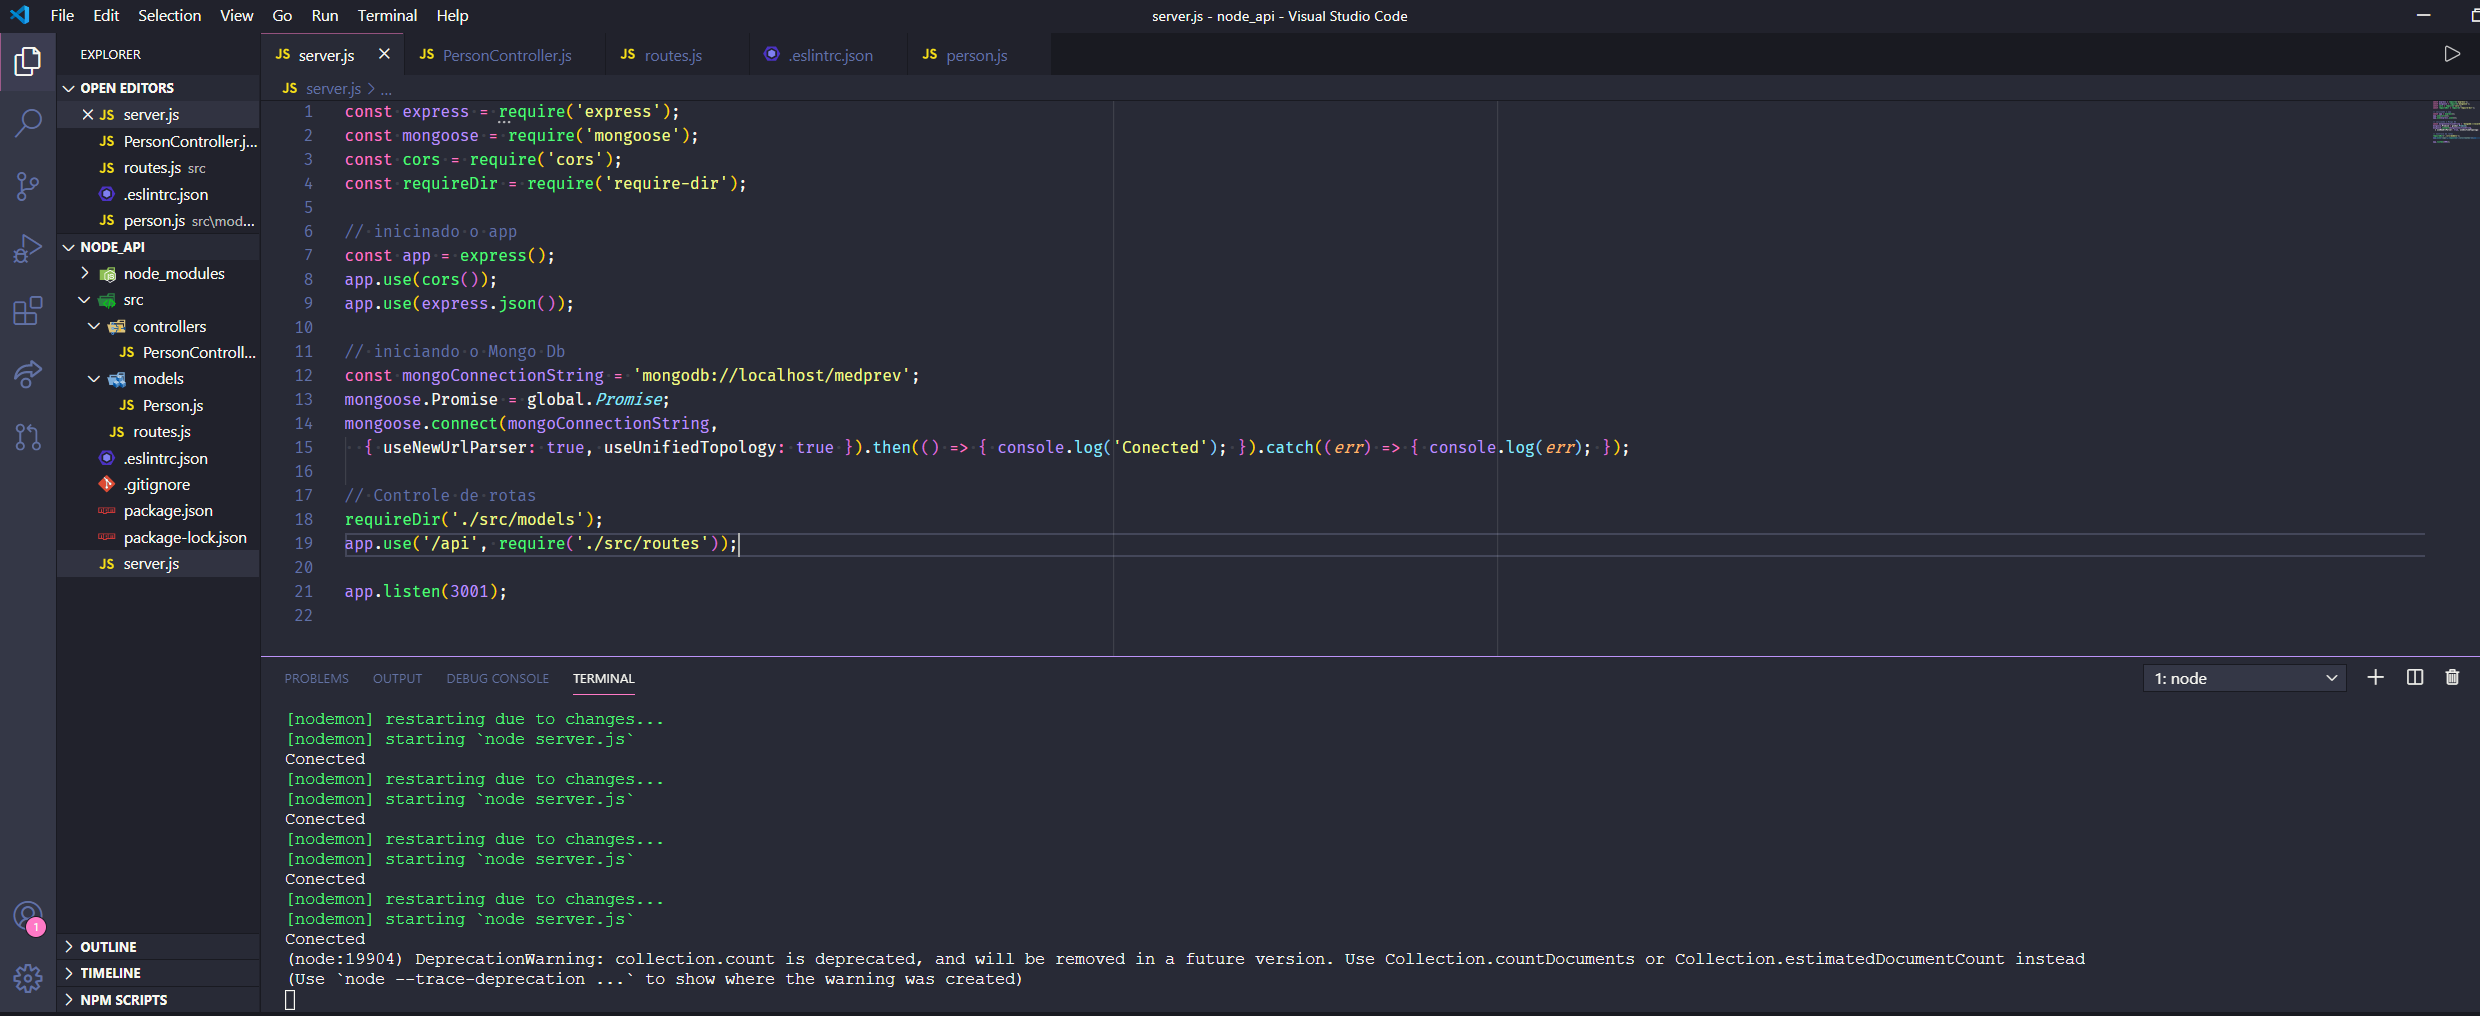 File Edit Selection View Go Run Terminal Help
server.js - node_api - Visual Studio Code
EXPLORER
OPEN EDITORS
JS server.js
JS PersonController.j...
JS routes.js src
.eslintrc.json
JS person.js src\mod...
NODE_API
node_modules
src
controllers
JS PersonControll...
models
JS Person.js
JS routes.js
.eslintrc.json
.gitignore
package.json
package-lock.json
JS server.js
OUTLINE
TIMELINE
NPM SCRIPTS
1
JS server.js JS PersonController.js JS routes.js .eslintrc.json JS person.js
JS server.js > ...
1 const express = require('express');
2 const mongoose = require('mongoose');
3 const cors = require('cors');
4 const requireDir = require('require-dir');
5
6 // inicinado o app
7 const app = express();
8 app.use(cors());
9 app.use(express.json());
10
11 // iniciando o Mongo Db
12 const mongoConnectionString = 'mongodb://localhost/medprev';
13 mongoose.Promise = global.Promise;
14 mongoose.connect(mongoConnectionString,
15 { useNewUrlParser: true, useUnifiedTopology: true }).then(() => { console.log('Conected'); }).catch((err) => { console.log(err); });
16
17 // Controle de rotas
18 requireDir('./src/models');
19 app.use('/api', require('./src/routes'));
20
21 app.listen(3001);
22
PROBLEMS OUTPUT DEBUG CONSOLE TERMINAL
1: node
[nodemon] restarting due to changes...
[nodemon] starting `node server.js`
Conected
[nodemon] restarting due to changes...
[nodemon] starting `node server.js`
Conected
[nodemon] restarting due to changes...
[nodemon] starting `node server.js`
Conected
[nodemon] restarting due to changes...
[nodemon] starting `node server.js`
Conected
(node:19904) DeprecationWarning: collection.count is deprecated, and will be removed in a future version. Use Collection.countDocuments or Collection.estimatedDocumentCount instead
(Use `node --trace-deprecation ...` to show where the warning was created)